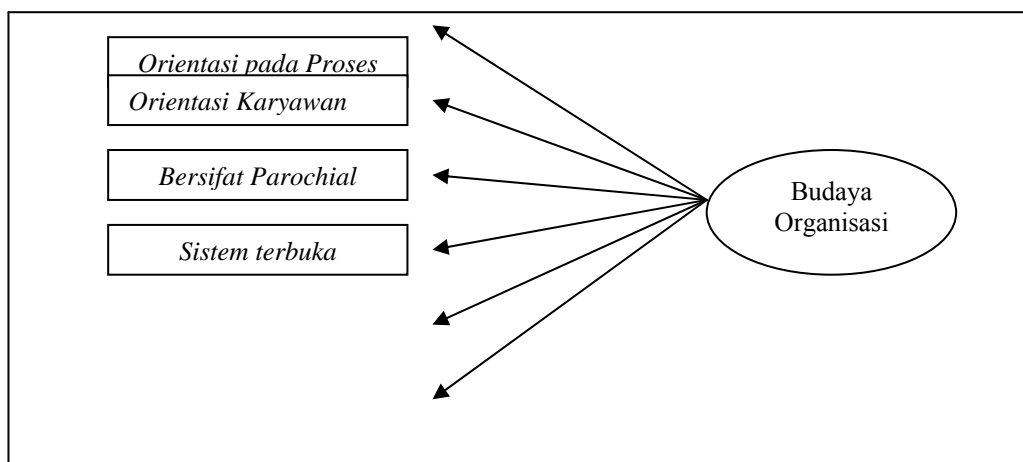 Orientasi pada Proses
Orientasi Karyawan
Bersifat Parochial
Sistem terbuka
Budaya
Organisasi